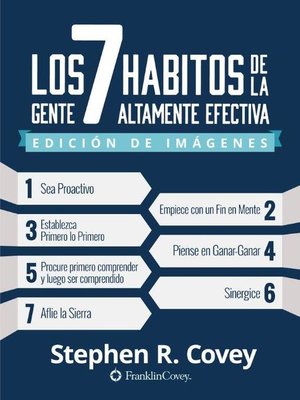 LOS 7 HABITOS DE LA
GENTE ALTAMENTE EFECTIVA
EDICIÓN DE IMÁGENES
1 Sea Proactivo
Empiece con un Fin en Mente 2
3 Establezca
Primero lo Primero
Piense en Ganar-Ganar 4
5 Procure primero comprender
y luego ser comprendido
Sinergice 6
7 Aflie la Sierra
Stephen R. Covey
FranklinCovey